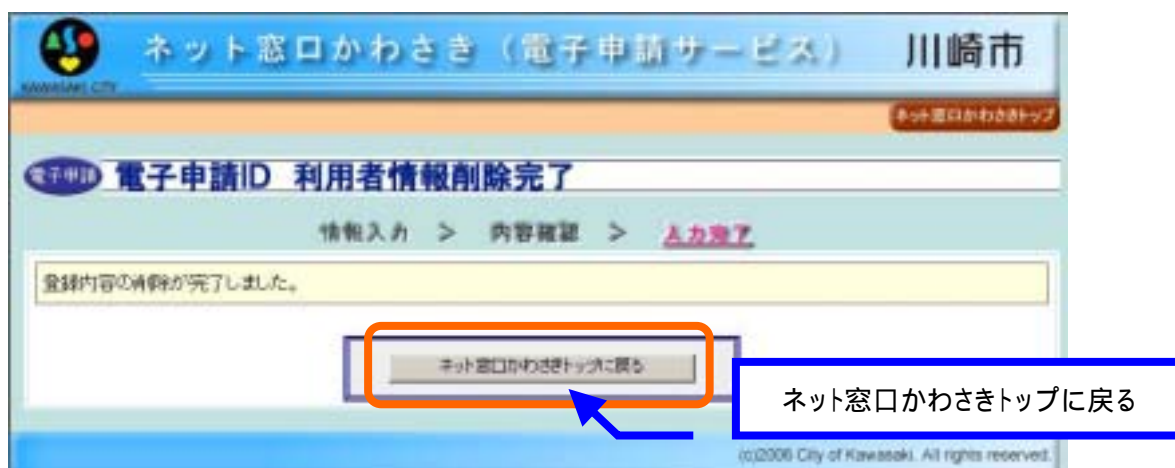 ネット窓口かわさき（電子申請サービス） 川崎市
KAWASAKI CITY
ネット窓口かわさきトップ
電子申請 電子申請ID 利用者情報削除完了
情報入力 ＞ 内容確認 ＞ 入力完了
登録内容の削除が完了しました。
ネット窓口かわさきトップに戻る
ネット窓口かわさきトップに戻る
(c)2006 City of Kawasaki. All rights reserved.